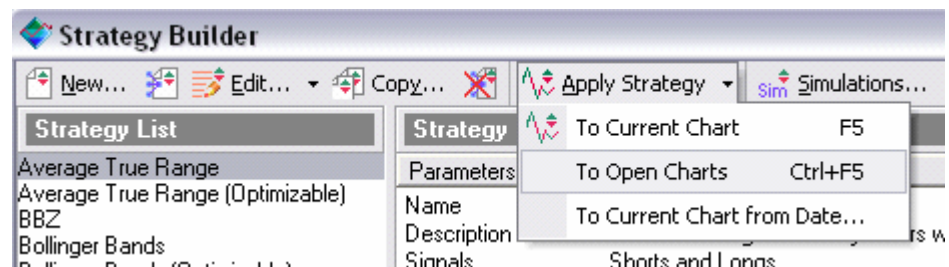 Strategy Builder
New... Edit... Copy... Apply Strategy Sim Simulations...
Strategy List
Strategy
To Current Chart F5
Average True Range
Parameters
To Open Charts Ctrl+F5
Average True Range (Optimizable)
Name
To Current Chart from Date...
BBZ
Description
Bollinger Bands
Signals Shorts and Longs